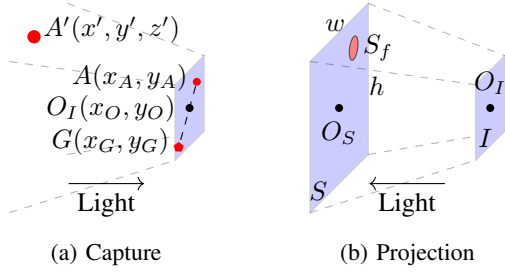 A′(x′, y′, z′)
A(x_A, y_A)
O_I(x_O, y_O)
G(x_G, y_G)
Light
(a) Capture
w
S_f
h
O_I
O_S
I
S
Light
(b) Projection